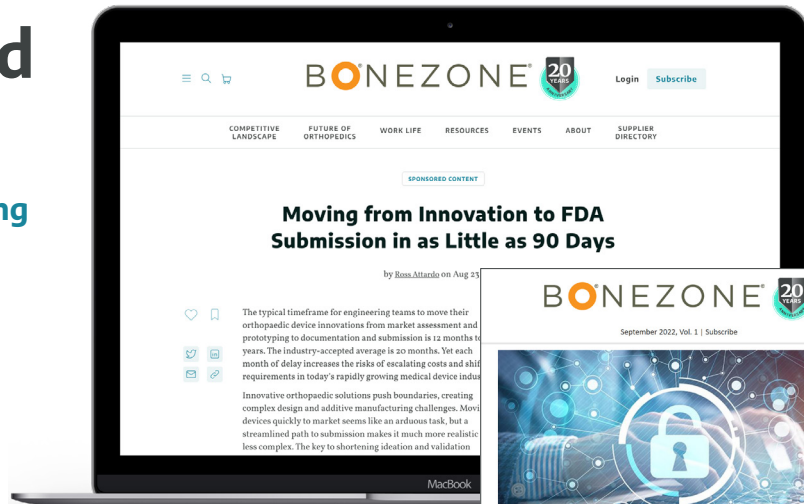 BONEZONE
20
YEARS
Login
Subscribe
COMPETITIVE
LANDSCAPE
FUTURE OF
ORTHOPEDICS
WORK LIFE
RESOURCES
EVENTS
ABOUT
SUPPLIER
DIRECTORY
SPONSORED CONTENT
Moving from Innovation to FDA
Submission in as Little as 90 Days
by Ross Attardo on Aug 23
The typical timeframe for engineering teams to move their
orthopaedic device innovations from market assessment and
prototyping to documentation and submission is 12 months to
years. The industry-accepted average is 20 months. Yet each
month of delay increases the risks of escalating costs and shif
requirements in today's rapidly growing medical device indus
Innovative orthopaedic solutions push boundaries, creating
complex design and additive manufacturing challenges. Movi
devices quickly to market seems like an arduous task, but a
streamlined path to submission makes it much more realistic
less complex. The key to shortening ideation and validation
MacBook
BONEZONE
20
YEARS
September 2022, Vol. 1 | Subscribe
d
ng